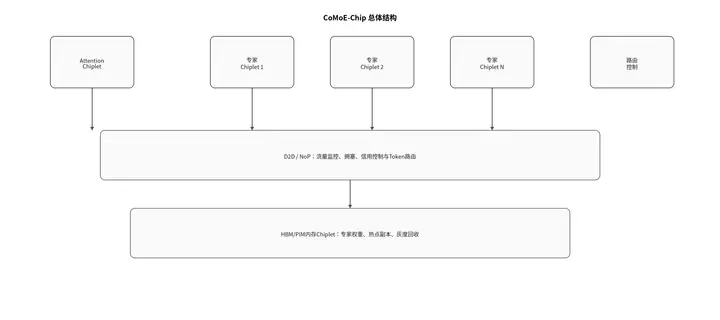 CoMoE-Chip 总体结构
Attention
Chiplet
专家
Chiplet 1
专家
Chiplet 2
专家
Chiplet N
路由
控制
D2D / NoP：流量监控、拥塞、信用控制与Token路由
HBM/PIM内存Chiplet：专家权重、热点副本、灰度回收